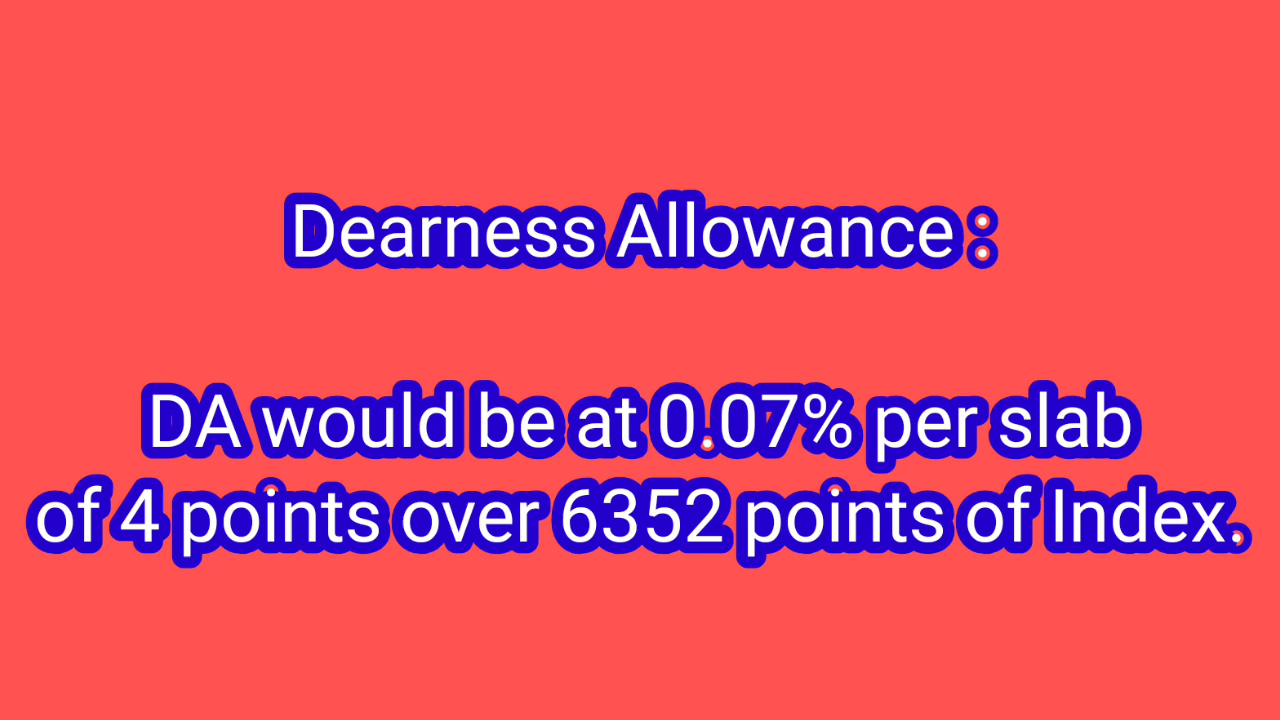 Dearness Allowance :
DA would be at 0.07% per slab
of 4 points over 6352 points of Index.